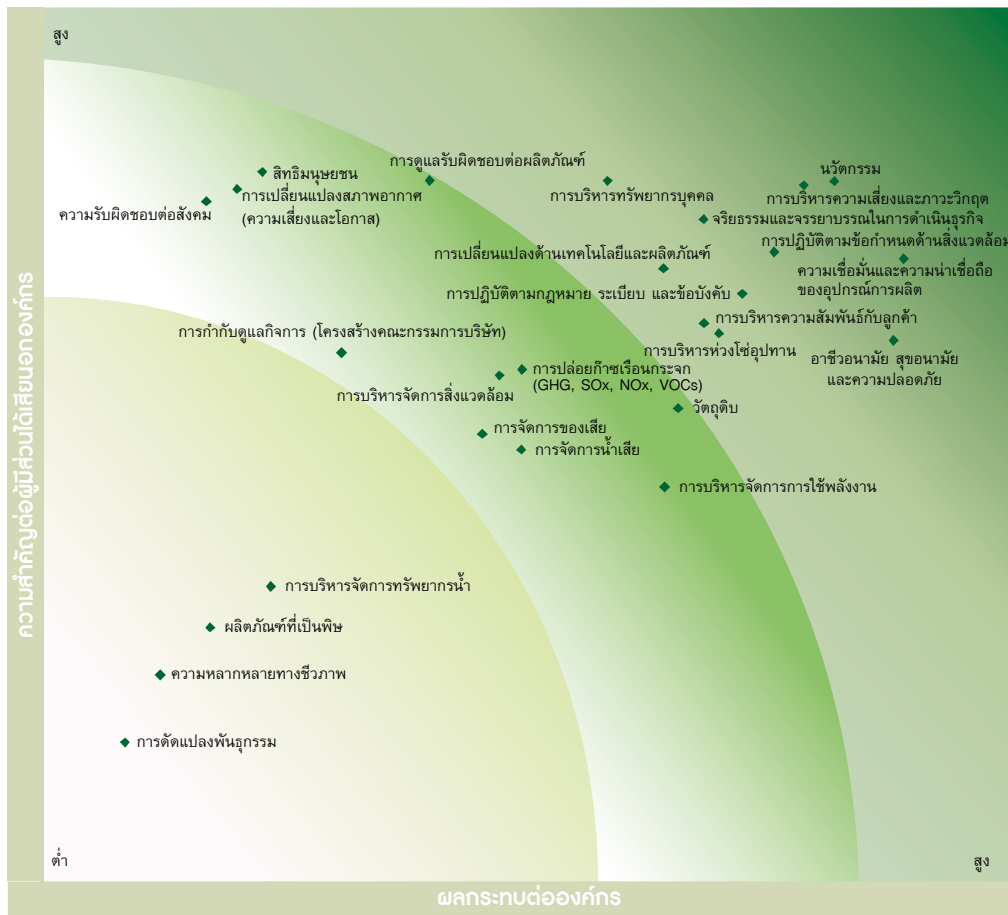 สูง
การดูแลรับผิดชอบต่อผลิตภัณฑ์
นวัตกรรม
สิทธิมนุษยชน
การเปลี่ยนแปลงสภาพอากาศ
(ความเสี่ยงและโอกาส)
การบริหารทรัพยากรบุคคล
การบริหารความเสี่ยงและภาวะวิกฤต
ความรับผิดชอบต่อสังคม
จริยธรรมและจรรยาบรรณในการดำเนินธุรกิจ
การเปลี่ยนแปลงด้านเทคโนโลยีและผลิตภัณฑ์
การปฏิบัติตามข้อกำหนดด้านสิ่งแวดล้อม
ความเชื่อมั่นและความน่าเชื่อถือ
ของอุปกรณ์การผลิต
การปฏิบัติตามกฎหมาย ระเบียบ และข้อบังคับ
การบริหารความสัมพันธ์กับลูกค้า
การกำกับดูแลกิจการ (โครงสร้างคณะกรรมการบริษัท)
การบริหารห่วงโซ่อุปทาน
อาชีวอนามัย สุขอนามัย
และความปลอดภัย
การปล่อยก๊าซเรือนกระจก
(GHG, SOx, NOx, VOCs)
การบริหารจัดการสิ่งแวดล้อม
วัตถุดิบ
การจัดการของเสีย
การจัดการน้ำเสีย
การบริหารจัดการการใช้พลังงาน
การบริหารจัดการทรัพยากรน้ำ
ผลิตภัณฑ์ที่เป็นพิษ
ความหลากหลายทางชีวภาพ
การดัดแปลงพันธุกรรม
ความสำคัญต่อผู้มีส่วนได้เสียนอกองค์กร
ต่ำ
สูง
ผลกระทบต่อองค์กร